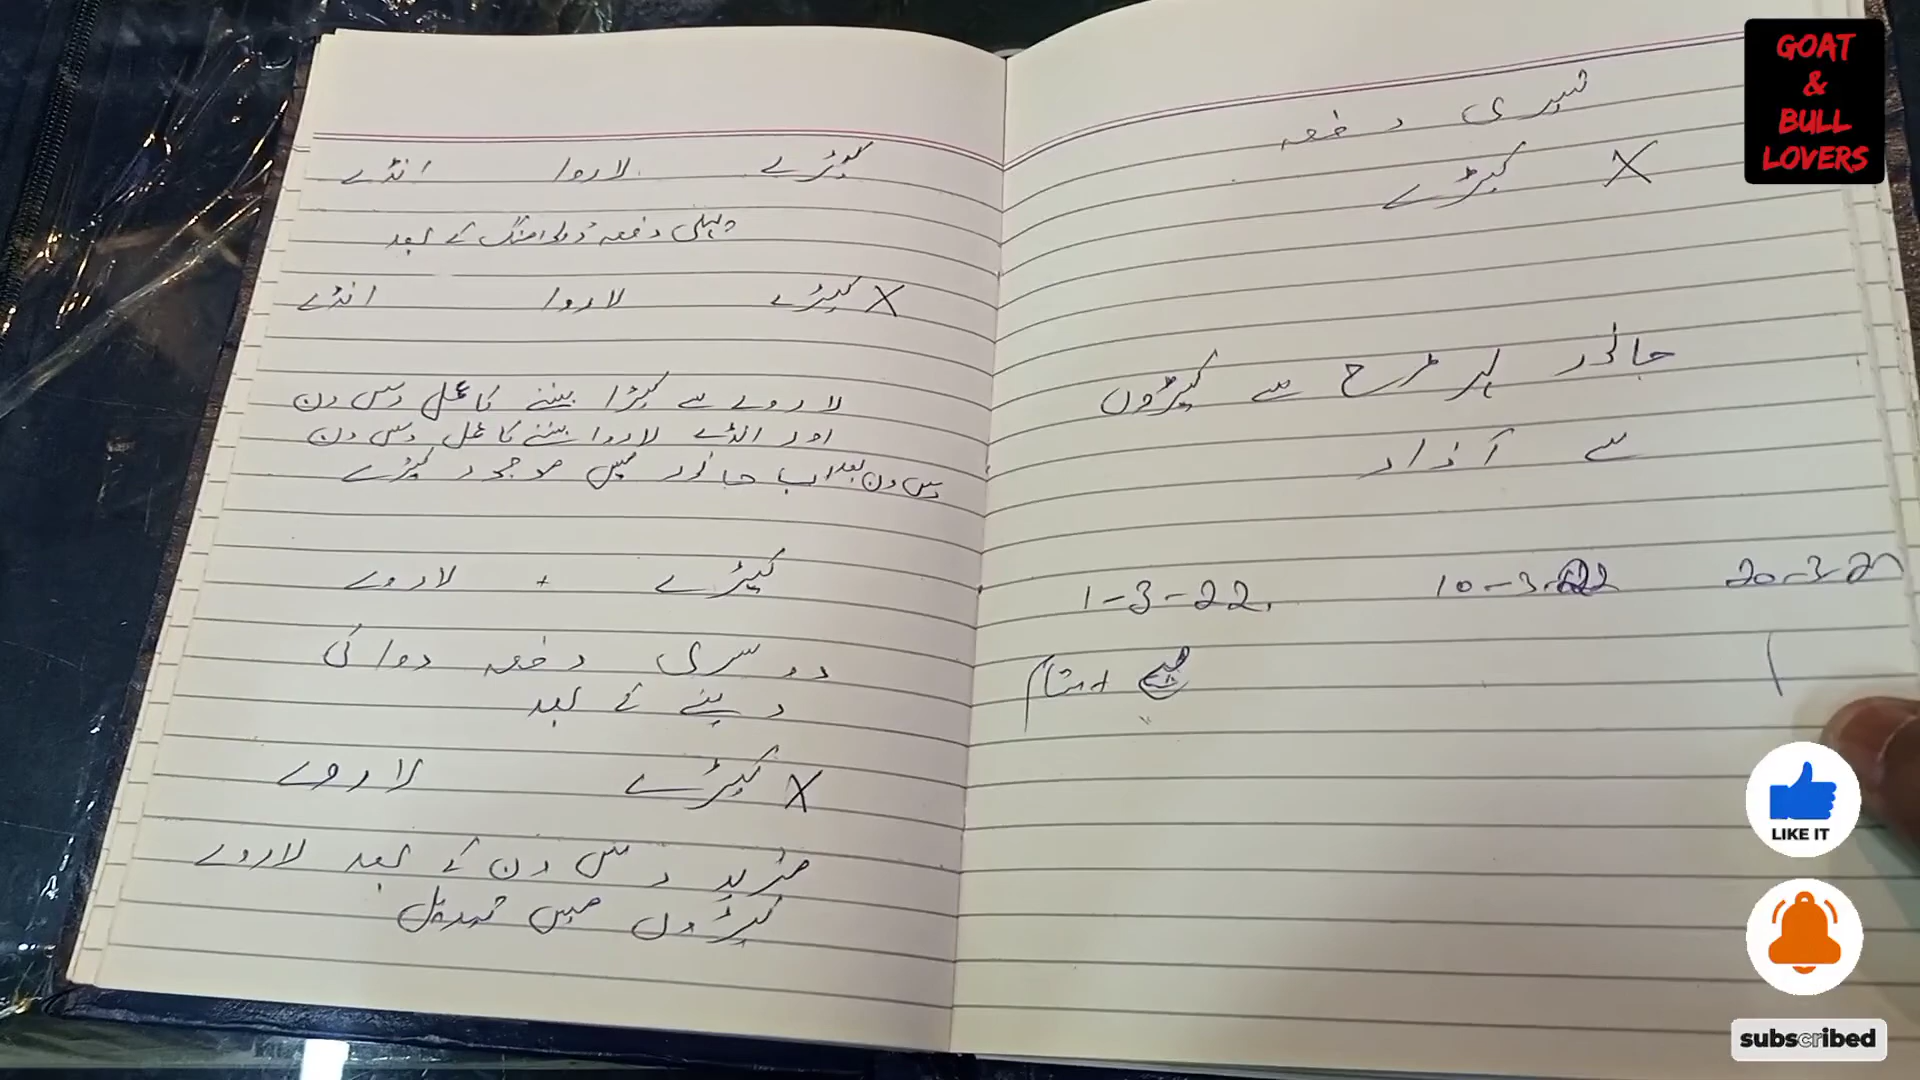 کیڑے لاروا انڈے
پہلی دفعہ ڈی وارمنگ کے بعد
X کیڑے لاروا انڈے
لاروے سے کیڑا بننے کا عمل دس دن
اور انڈے لاروا بننے کا عمل دس دن
دس دن بعد اب جانور میں موجود کیڑے
کیڑے + لاروے
دوسری دفعہ دوائی
دینے کے بعد
X کیڑے لاروے
مزید دس دن کے بعد لاروے
کیڑوں میں تبدیل
تیسری دفعہ
X کیڑے
جانور ہر طرح سے کیڑوں
سے آزاد
1-3-22. 10-3-22 20-3-2
صبح + شام
GOAT
&
BULL
LOVERS
LIKE IT
subscribed